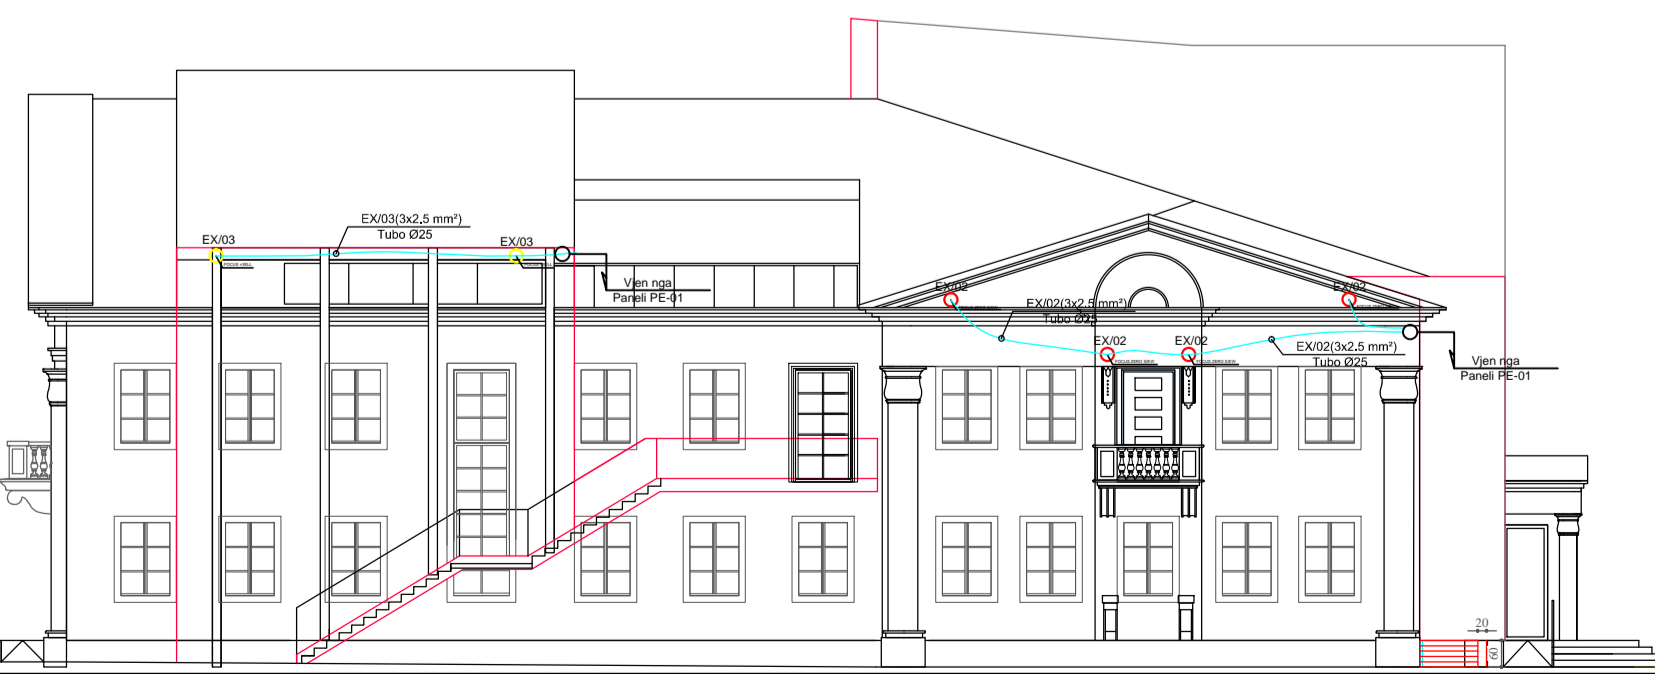 EX/03(3x2.5 mm²)
Tubo Ø25
EX/03
EX/03
FOCUS +WELL
Vjen nga
Paneli PE-01
EX/02
EX/02
EX/02(3x2.5 mm²)
Tubo Ø25
EX/02
EX/02
EX/02(3x2.5 mm²)
Tubo Ø25
Vjen nga
Paneli PE-01
20
60